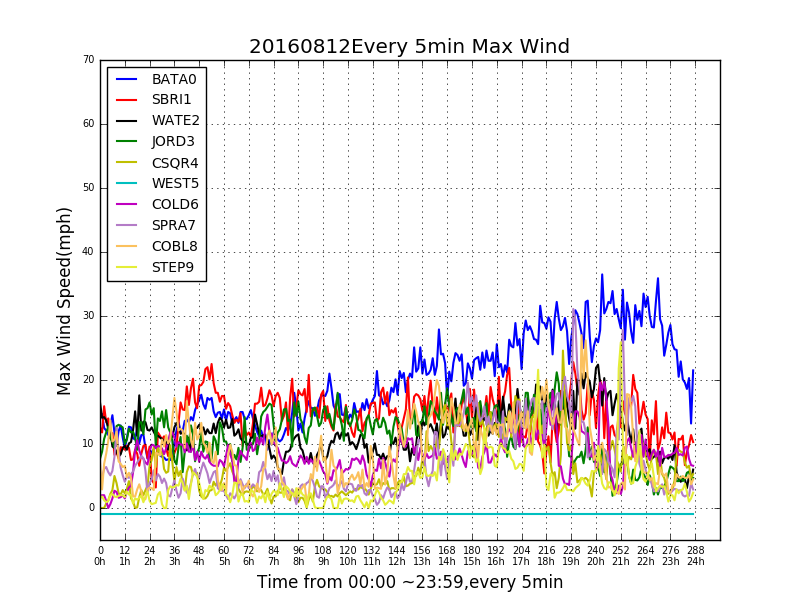 20160812Every 5min Max Wind
70
60
50
40
30
20
10
0
Max Wind Speed(mph)
BATA0
SBRI1
WATE2
JORD3
CSQR4
WEST5
COLD6
SPRA7
COBL8
STEP9
0 12 24 36 48 60 72 84 96 108 120 132 144 156 168 180 192 204 216 228 240 252 264 276 288
0h 1h 2h 3h 4h 5h 6h 7h 8h 9h 10h 11h 12h 13h 14h 15h 16h 17h 18h 19h 20h 21h 22h 23h 24h
Time from 00:00 ~23:59,every 5min